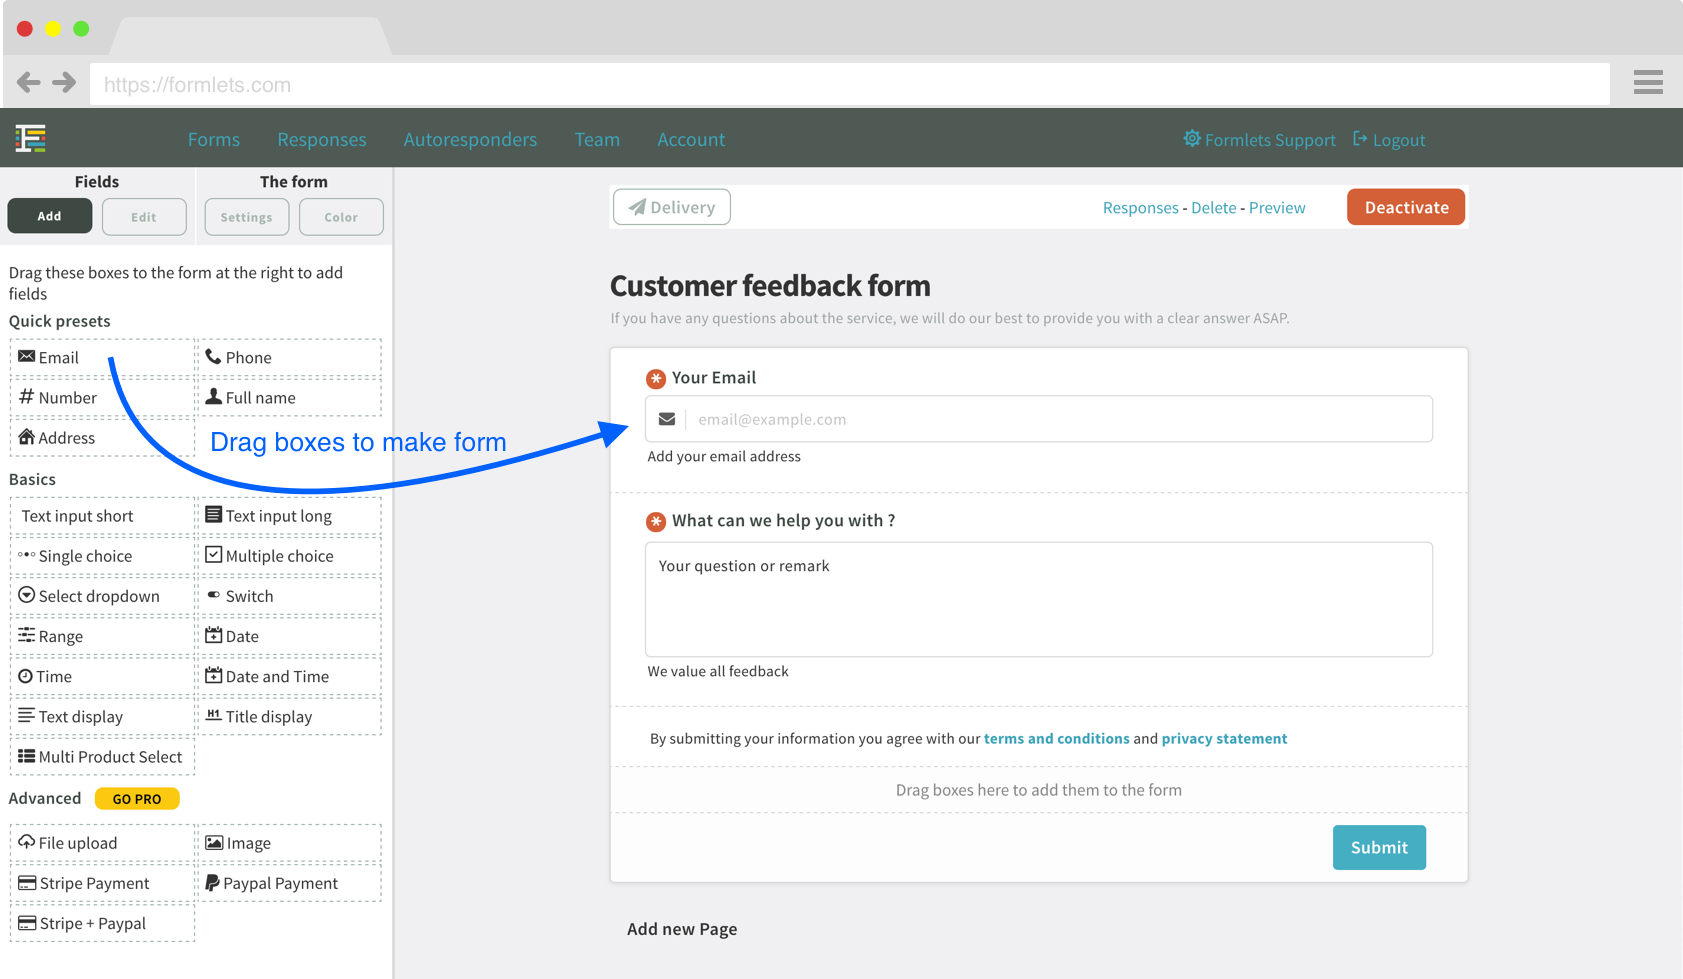 https://formlets.com
Forms Responses Autoresponders Team Account Formlets Support Logout
Fields The form
Add Edit Settings Color
Delivery Responses - Delete - Preview Deactivate
Drag these boxes to the form at the right to add
fields
Quick presets
Email Phone
Number Full name
Address
Basics
Text input short Text input long
Single choice Multiple choice
Select dropdown Switch
Range Date
Time Date and Time
Text display H1 Title display
Multi Product Select
Advanced GO PRO
File upload Image
Stripe Payment Paypal Payment
Stripe + Paypal
Drag boxes to make form
Customer feedback form
If you have any questions about the service, we will do our best to provide you with a clear answer ASAP.
Your Email
email@example.com
Add your email address
What can we help you with ?
Your question or remark
We value all feedback
By submitting your information you agree with our terms and conditions and privacy statement
Drag boxes here to add them to the form
Submit
Add new Page